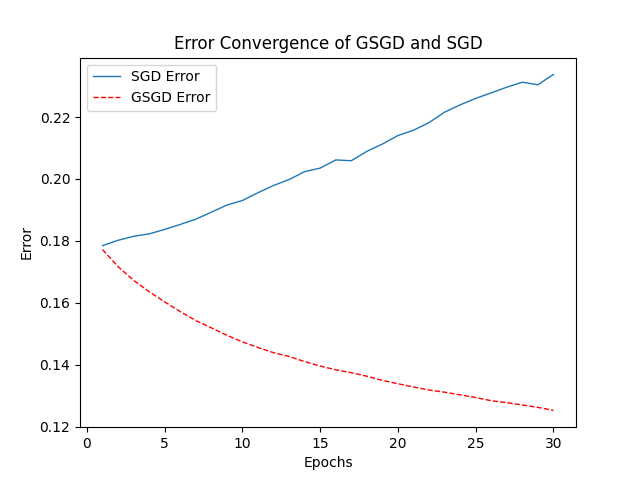 Error Convergence of GSGD and SGD
SGD Error
GSGD Error
0.22
0.20
0.18
0.16
0.14
0.12
Error
0 5 10 15 20 25 30
Epochs